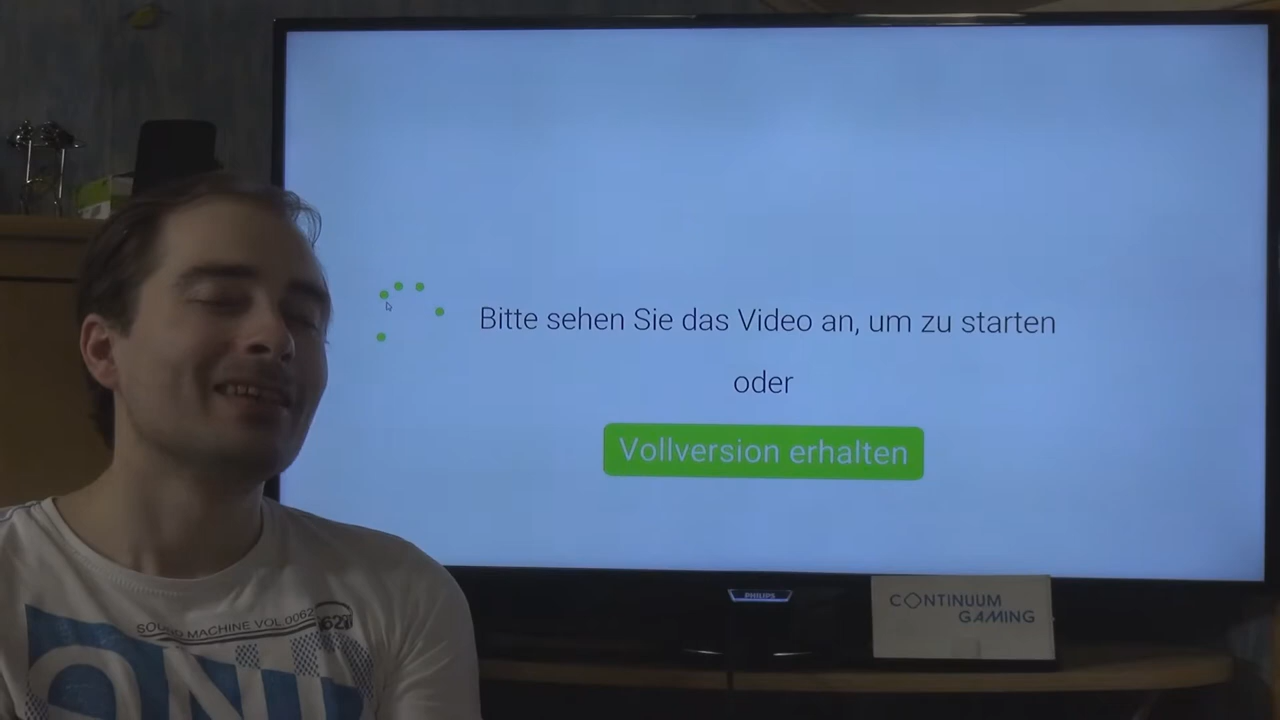 Bitte sehen Sie das Video an, um zu starten
oder
Vollversion erhalten
PHILIPS
CONTINUUM
GAMING
SOUND MACHINE VOL 0062